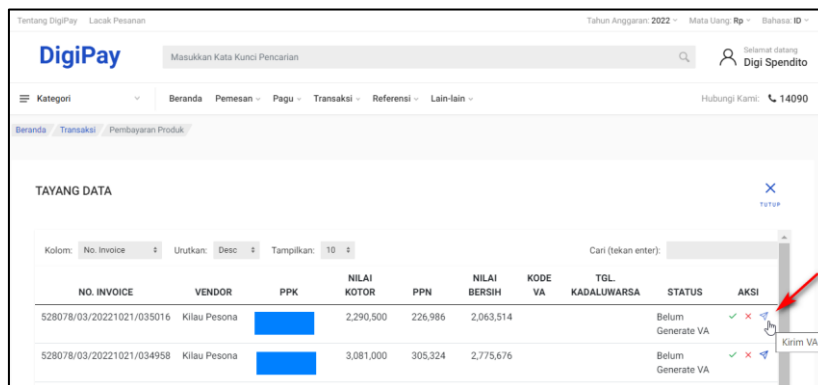 Tentang DigiPay Lacak Pesanan Tahun Anggaran: 2022 Mata Uang: Rp Bahasa: ID
DigiPay Masukkan Kata Kunci Pencarian Selamat datang
Digi Spendito
Kategori Beranda Pemesan Pagu Transaksi Referensi Lain-lain Hubungi Kami: 14090
Beranda / Transaksi / Pembayaran Produk
TAYANG DATA
TUTUP
Kolom: No. Invoice Urutkan: Desc Tampilkan: 10 Cari (tekan enter):
NO. INVOICE VENDOR PPK NILAI KOTOR PPN NILAI BERSIH KODE VA TGL. KADALUWARSA STATUS AKSI
528078/03/20221021/035016 Kilau Pesona 2,290,500 226,986 2,063,514 Belum Generate VA
Kirim VA
528078/03/20221021/034958 Kilau Pesona 3,081,000 305,324 2,775,676 Belum Generate VA